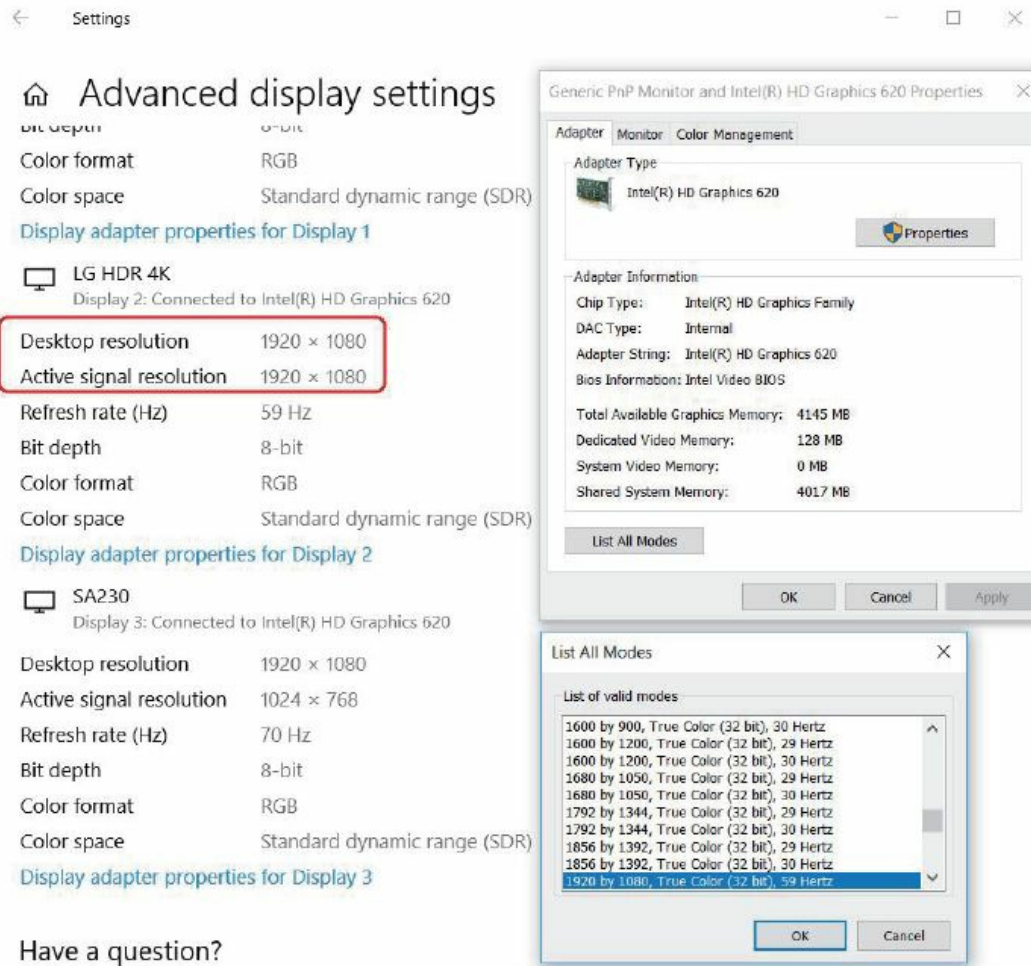 Settings
Advanced display settings
Bit depth 8-bit
Color format RGB
Color space Standard dynamic range (SDR)
Display adapter properties for Display 1
LG HDR 4K
Display 2: Connected to Intel(R) HD Graphics 620
Desktop resolution 1920 × 1080
Active signal resolution 1920 × 1080
Refresh rate (Hz) 59 Hz
Bit depth 8-bit
Color format RGB
Color space Standard dynamic range (SDR)
Display adapter properties for Display 2
SA230
Display 3: Connected to Intel(R) HD Graphics 620
Desktop resolution 1920 × 1080
Active signal resolution 1024 × 768
Refresh rate (Hz) 70 Hz
Bit depth 8-bit
Color format RGB
Color space Standard dynamic range (SDR)
Display adapter properties for Display 3
Have a question?
Generic PnP Monitor and Intel(R) HD Graphics 620 Properties
Adapter Monitor Color Management
Adapter Type
Intel(R) HD Graphics 620
Properties
Adapter Information
Chip Type: Intel(R) HD Graphics Family
DAC Type: Internal
Adapter String: Intel(R) HD Graphics 620
Bios Information: Intel Video BIOS
Total Available Graphics Memory: 4145 MB
Dedicated Video Memory: 128 MB
System Video Memory: 0 MB
Shared System Memory: 4017 MB
List All Modes
OK Cancel Apply
List All Modes
List of valid modes
1600 by 900, True Color (32 bit), 30 Hertz
1600 by 1200, True Color (32 bit), 29 Hertz
1600 by 1200, True Color (32 bit), 30 Hertz
1680 by 1050, True Color (32 bit), 29 Hertz
1680 by 1050, True Color (32 bit), 30 Hertz
1792 by 1344, True Color (32 bit), 29 Hertz
1792 by 1344, True Color (32 bit), 30 Hertz
1856 by 1392, True Color (32 bit), 29 Hertz
1856 by 1392, True Color (32 bit), 30 Hertz
1920 by 1080, True Color (32 bit), 59 Hertz
OK Cancel